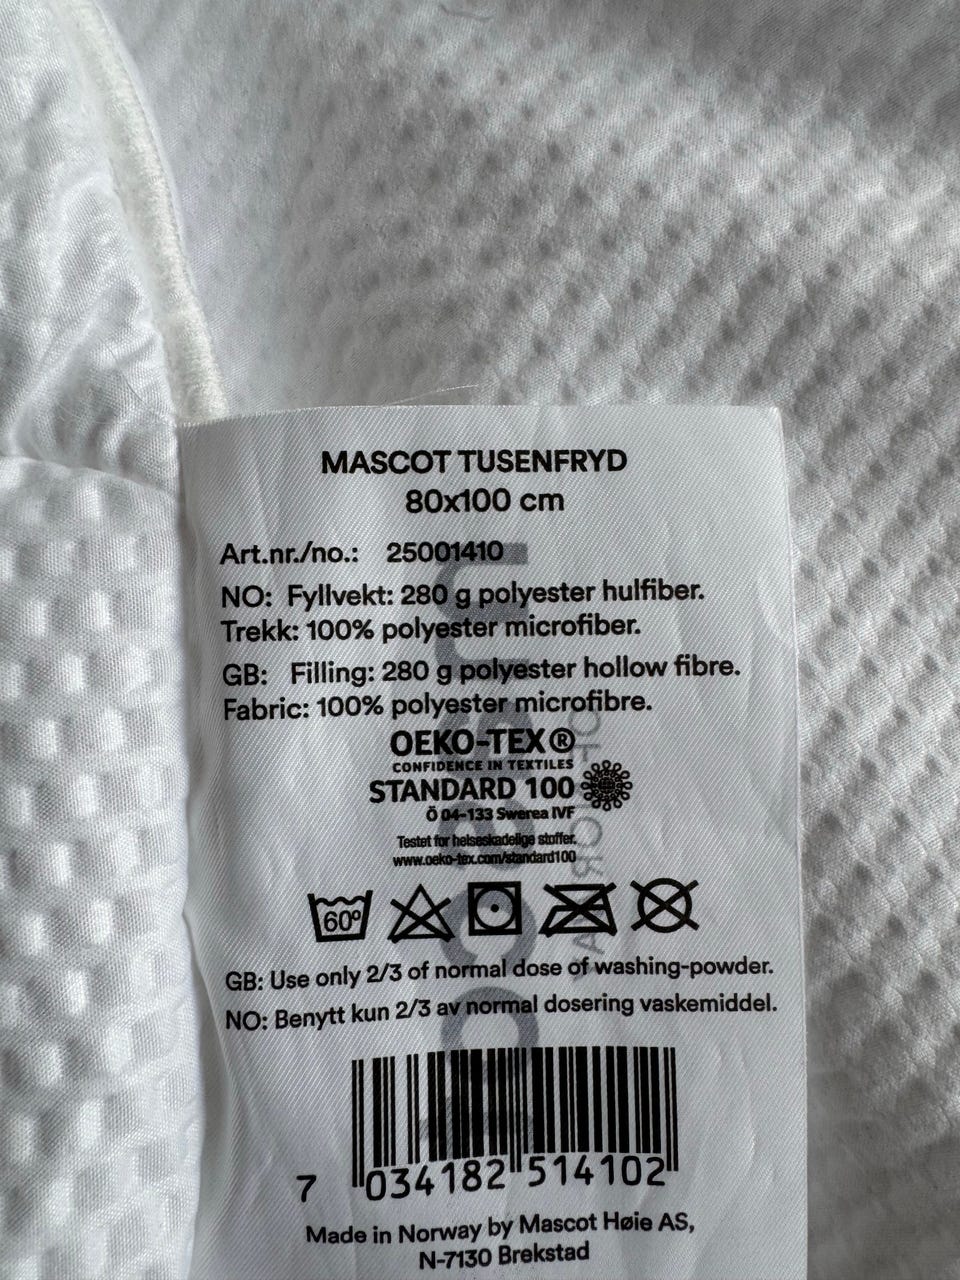 MASCOT TUSENFRYD
80x100 cm
Art.nr./no.: 25001410
NO: Fyllvekt: 280 g polyester hulfiber.
Trekk: 100% polyester microfiber.
GB: Filling: 280 g polyester hollow fibre.
Fabric: 100% polyester microfibre.
OEKO-TEX®
CONFIDENCE IN TEXTILES
STANDARD 100
Ö 04-133 Swerea IVF
Testet for helseskadelige stoffer.
www.oeko-tex.com/standard100
60°
GB: Use only 2/3 of normal dose of washing-powder.
NO: Benytt kun 2/3 av normal dosering vaskemiddel.
7 034182 514102
Made in Norway by Mascot Høie AS,
N-7130 Brekstad